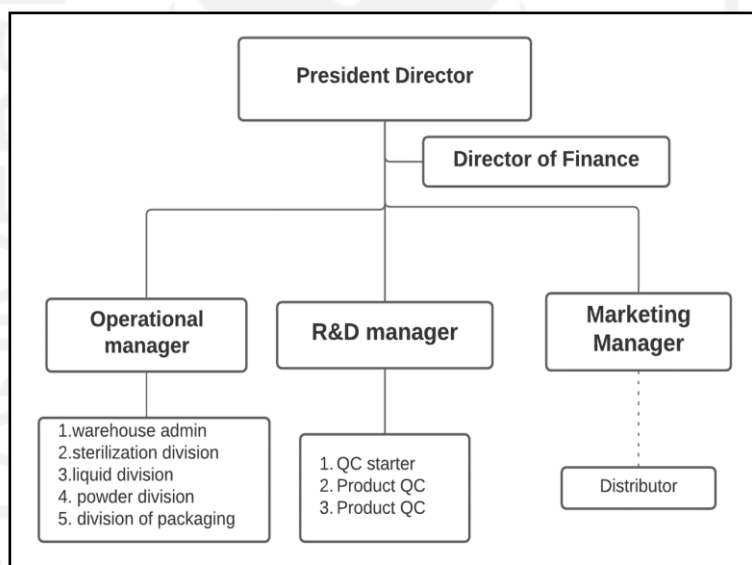 President Director
Director of Finance
Operational
manager
R&D manager
Marketing
Manager
1.warehouse admin
2.sterilization division
3.liquid division
4. powder division
5. division of packaging
1. QC starter
2. Product QC
3. Product QC
Distributor